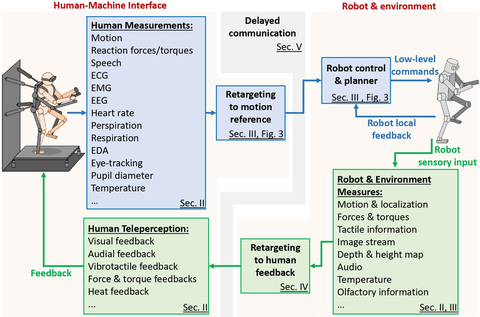 Human-Machine Interface
Robot & environment
Human Measurements:
Motion
Reaction forces/torques
Speech
ECG
EMG
EEG
Heart rate
Perspiration
Respiration
EDA
Eye-tracking
Pupil diameter
Temperature
...
Sec. II
Delayed
communication
Sec. V
Retargeting
to motion
reference
Sec. III, Fig. 3
Robot control
& planner
Sec. III , Fig. 3
Low-level
commands
Robot local
feedback
Robot
sensory input
Robot & Environment
Measures:
Motion & localization
Forces & torques
Tactile information
Image stream
Depth & height map
Audio
Temperature
Olfactory information
...
Sec. II, III
Retargeting
to human
feedback
Sec. IV
Human Teleperception:
Visual feedback
Audial feedback
Vibrotactile feedback
Force & torque feedbacks
Heat feedback
...
Sec. II
Feedback